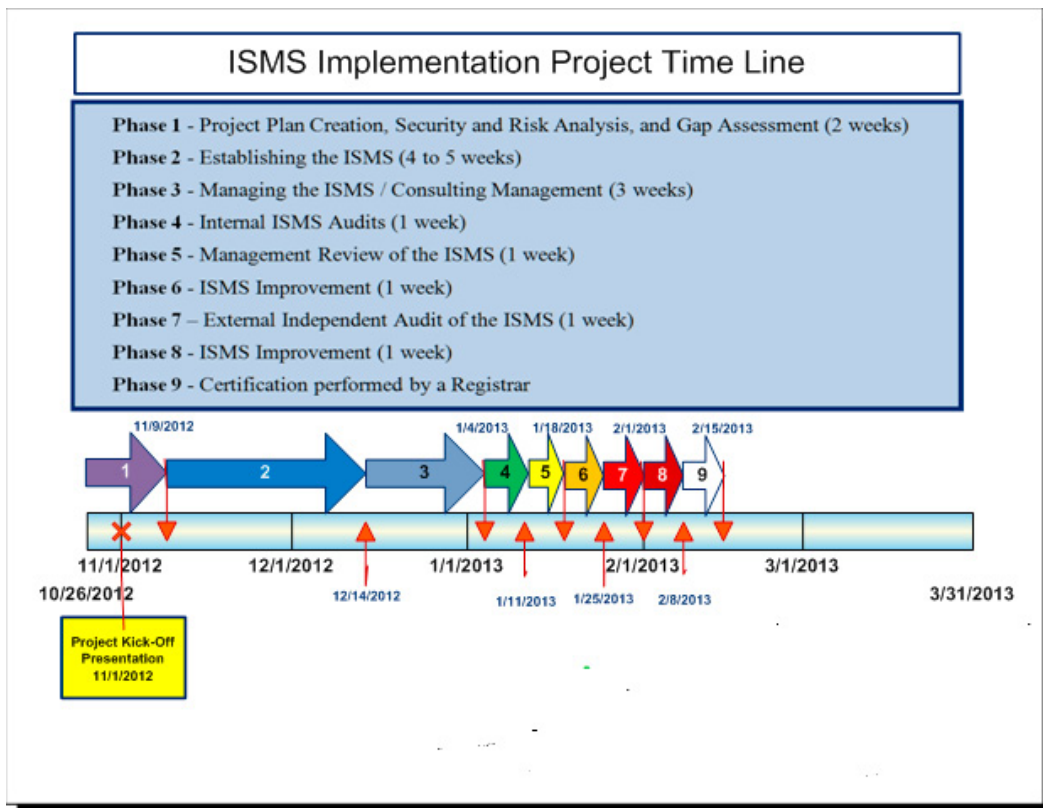 ISMS Implementation Project Time Line
Phase 1 - Project Plan Creation, Security and Risk Analysis, and Gap Assessment (2 weeks)
Phase 2 - Establishing the ISMS (4 to 5 weeks)
Phase 3 - Managing the ISMS / Consulting Management (3 weeks)
Phase 4 - Internal ISMS Audits (1 week)
Phase 5 - Management Review of the ISMS (1 week)
Phase 6 - ISMS Improvement (1 week)
Phase 7 – External Independent Audit of the ISMS (1 week)
Phase 8 - ISMS Improvement (1 week)
Phase 9 - Certification performed by a Registrar
11/9/2012 1/4/2013 1/18/2013 2/1/2013 2/15/2013
1 2 3 4 5 6 7 8 9
11/1/2012 12/1/2012 1/1/2013 2/1/2013 3/1/2013
10/26/2012 3/31/2013
12/14/2012 1/11/2013 1/25/2013 2/8/2013
Project Kick-Off
Presentation
11/1/2012